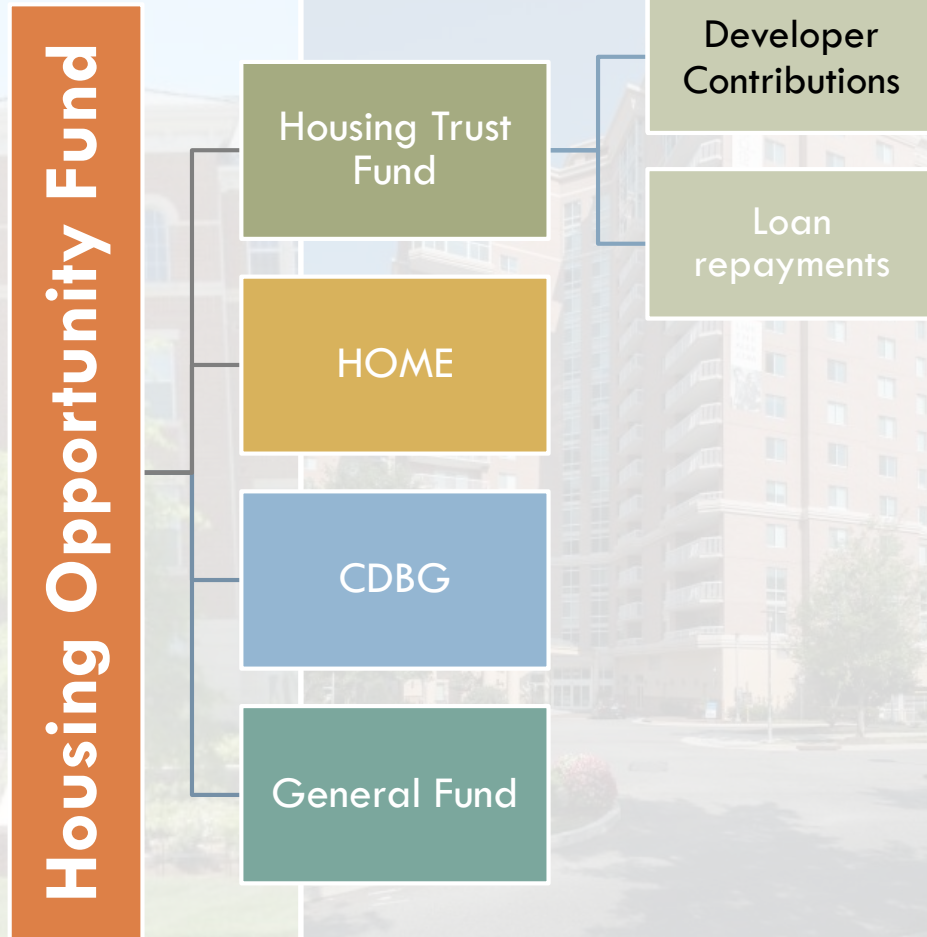 Housing Opportunity Fund
Housing Trust
Fund
Developer
Contributions
Loan
repayments
HOME
CDBG
General Fund